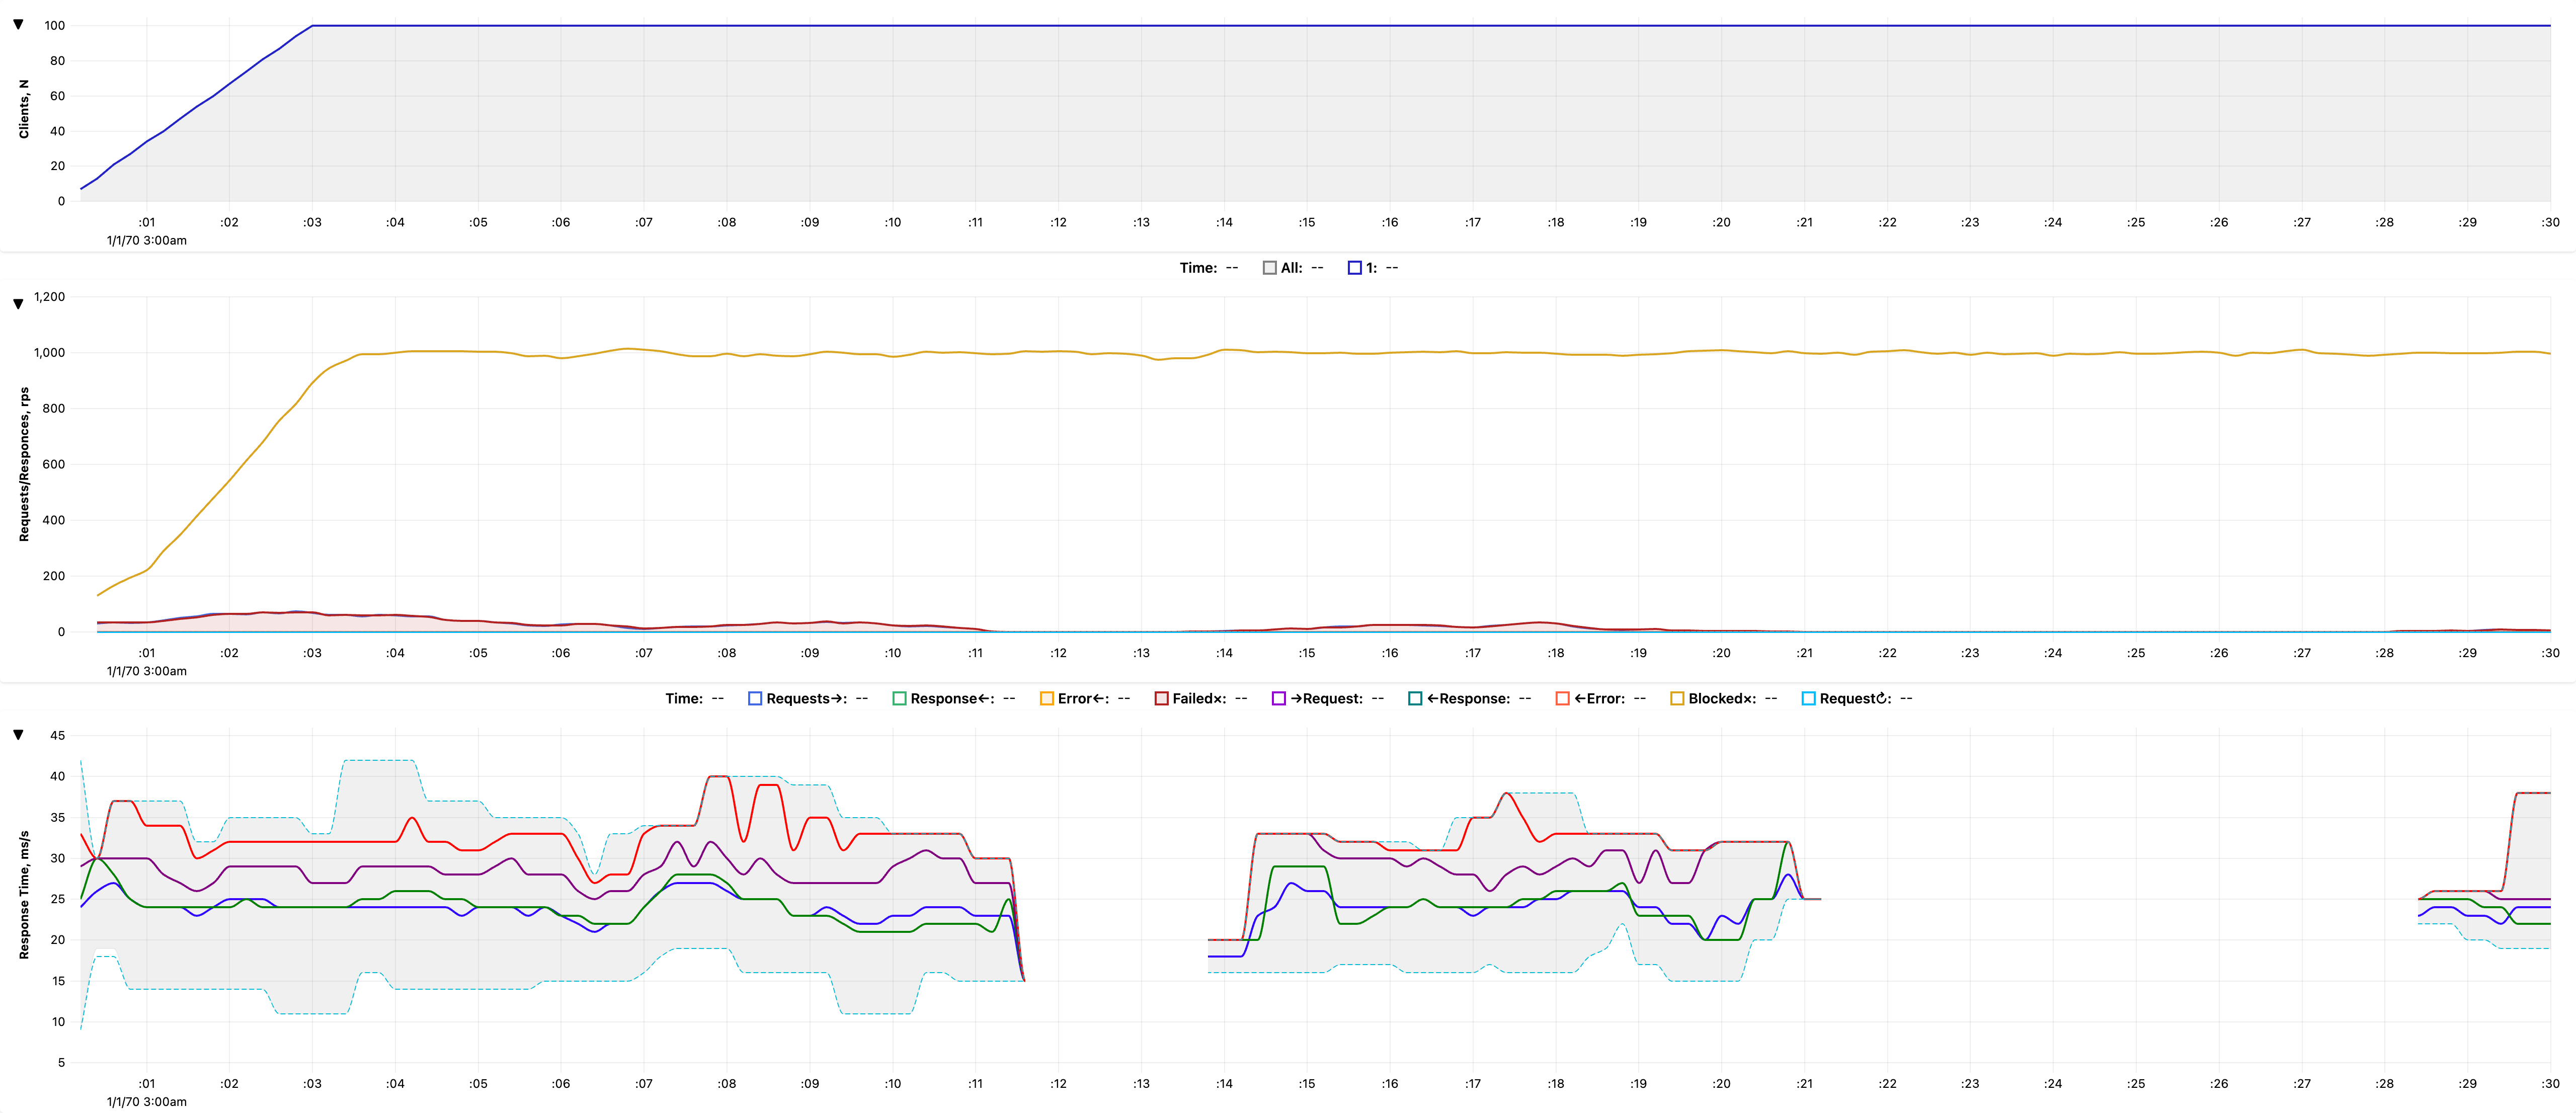 ▼
Clients, N
100
80
60
40
20
0
:01 :02 :03 :04 :05 :06 :07 :08 :09 :10 :11 :12 :13 :14 :15 :16 :17 :18 :19 :20 :21 :22 :23 :24 :25 :26 :27 :28 :29 :30
1/1/70 3:00am
Time: -- All: -- 1: --
▼
Requests/Responces, rps
1,200
1,000
800
600
400
200
0
:01 :02 :03 :04 :05 :06 :07 :08 :09 :10 :11 :12 :13 :14 :15 :16 :17 :18 :19 :20 :21 :22 :23 :24 :25 :26 :27 :28 :29 :30
1/1/70 3:00am
Time: -- Requests→: -- Response←: -- Error←: -- Failed×: -- →Request: -- ←Response: -- ←Error: -- Blocked×: -- Request↻: --
▼
Response Time, ms/s
45
40
35
30
25
20
15
10
5
:01 :02 :03 :04 :05 :06 :07 :08 :09 :10 :11 :12 :13 :14 :15 :16 :17 :18 :19 :20 :21 :22 :23 :24 :25 :26 :27 :28 :29 :30
1/1/70 3:00am